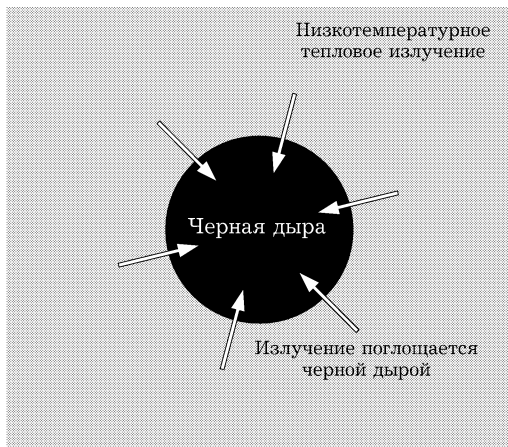 Низкотемпературное
тепловое излучение
Черная дыра
Излучение поглощается
черной дырой